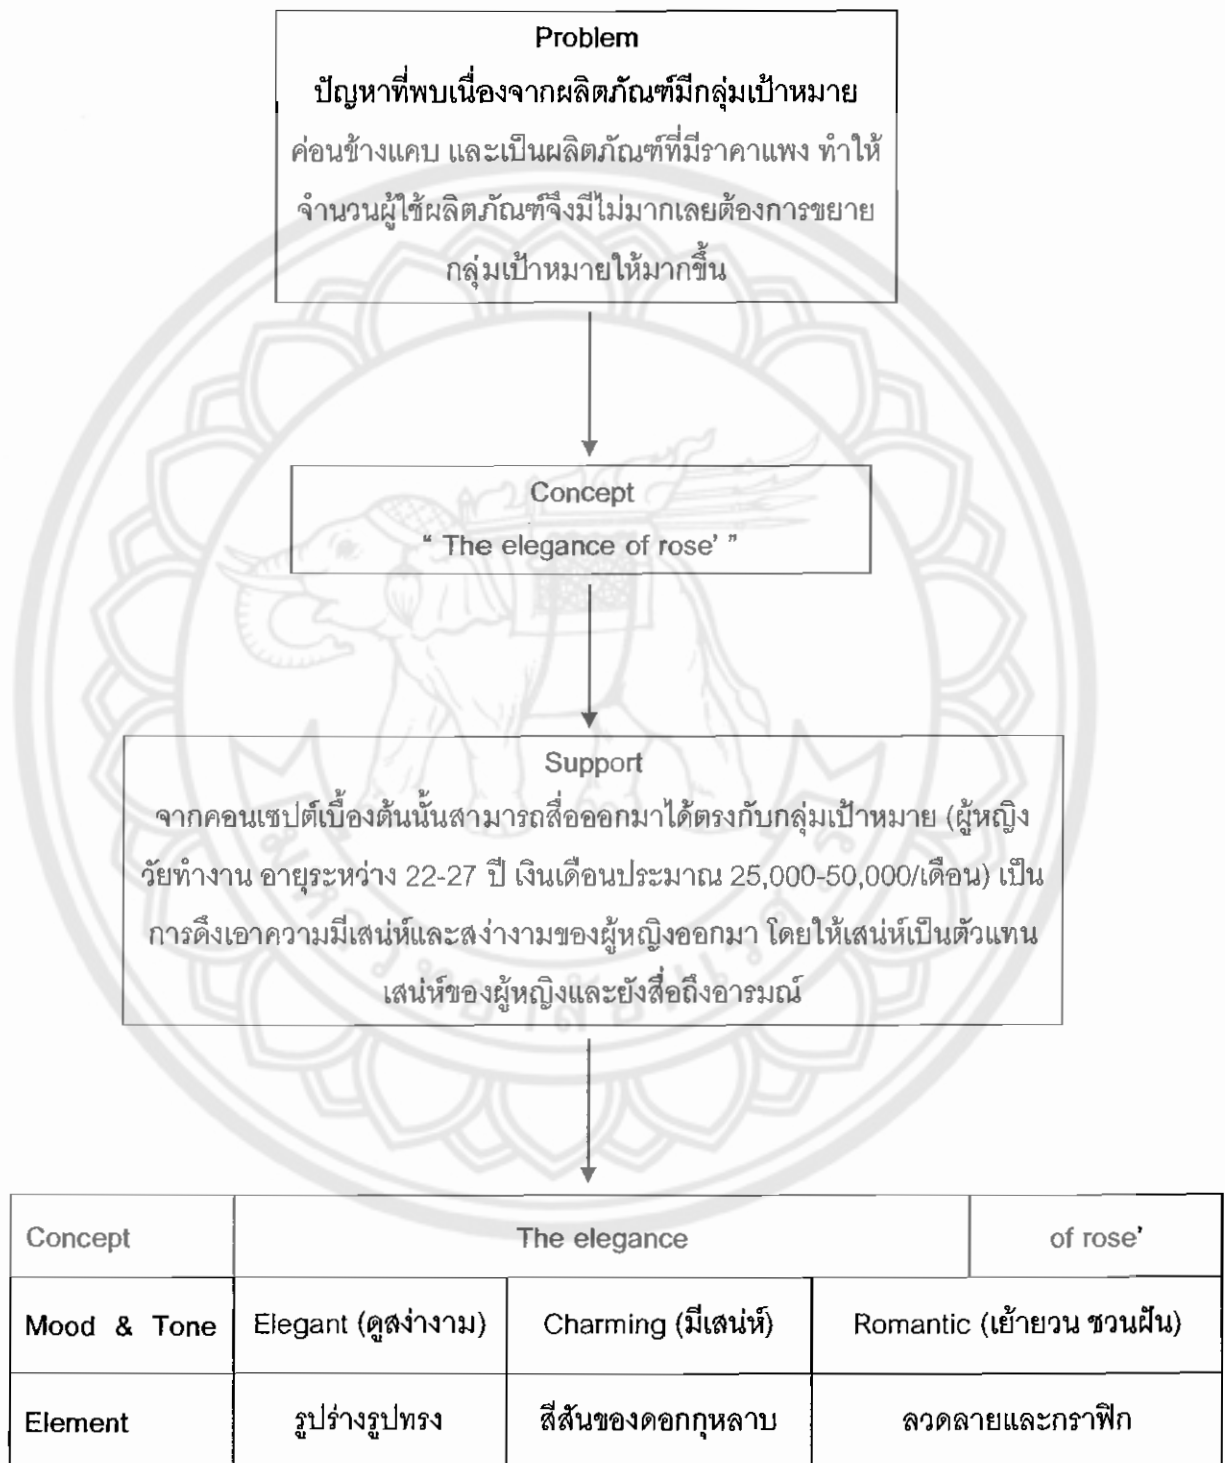 Problem
ปัญหาที่พบเนื่องจากผลิตภัณฑ์มีกลุ่มเป้าหมาย
ค่อนข้างแคบ และเป็นผลิตภัณฑ์ที่มีราคาแพง ทำให้
จำนวนผู้ใช้ผลิตภัณฑ์จึงมีไม่มากเลยต้องการขยาย
กลุ่มเป้าหมายให้มากขึ้น
Concept
“ The elegance of rose’ ”
Support
จากคอนเซปต์เบื้องต้นนั้นสามารถสื่อออกมาได้ตรงกับกลุ่มเป้าหมาย (ผู้หญิง
วัยทำงาน อายุระหว่าง 22-27 ปี เงินเดือนประมาณ 25,000-50,000/เดือน) เป็น
การดึงเอาความมีเสน่ห์และสง่างามของผู้หญิงออกมา โดยให้เสน่ห์เป็นตัวแทน
เสน่ห์ของผู้หญิงและยังสื่อถึงอารมณ์
มหาวิทยาลัยนเรศวร
Concept The elegance of rose’
Mood & Tone Elegant (ดูสง่างาม) Charming (มีเสน่ห์) Romantic (เย้ายวน ชวนฝัน)
Element รูปร่างรูปทรง สีสันของดอกกุหลาบ ลวดลายและกราฟิก